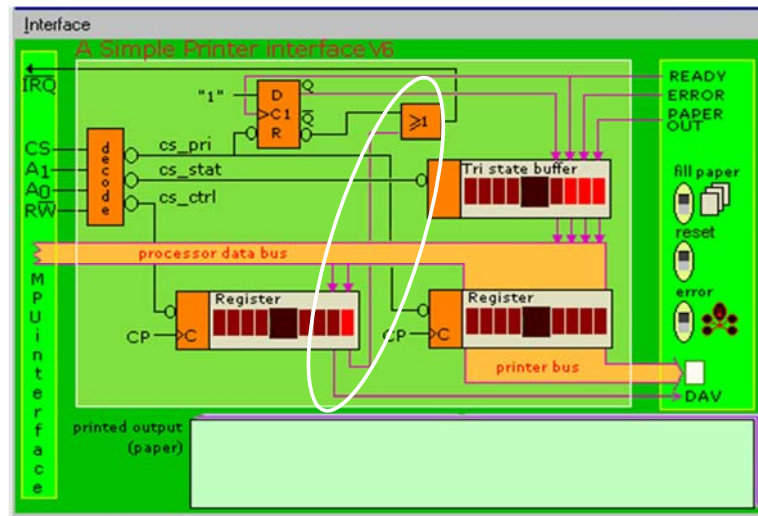 Interface
A Simple Printer interface V6
IRQ
READY
ERROR
PAPER
OUT
"1"
D
Q
C1
Q
R
≥1
CS
A1
A0
RW
decode
cs_pri
cs_stat
cs_ctrl
Tri state buffer
fill paper
reset
error
processor data bus
MPUinterface
Register
CP
C
Register
CP
C
printer bus
DAV
printed output
(paper)